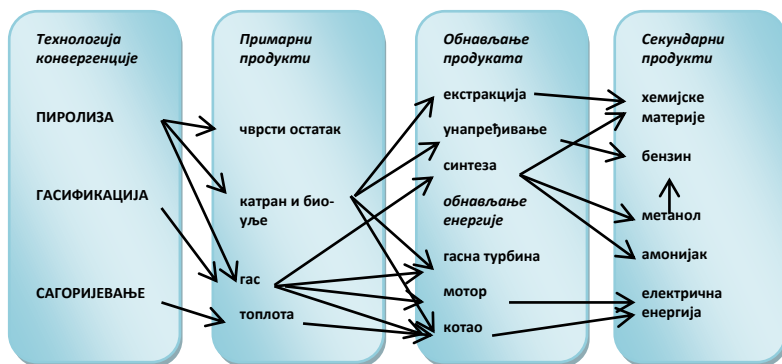 Технологија
конвергенције
ПИРОЛИЗА
ГАСИФИКАЦИЈА
САГОРИЈЕВАЊЕ
Примарни
продукти
чврсти остатак
катран и био-
уље
гас
топлота
Обнављање
продуката
екстракција
унапређивање
синтеза
обнављање
енергије
гасна турбина
мотор
котао
Секундарни
продукти
хемијске
материје
бензин
метанол
амонијак
електрична
енергија